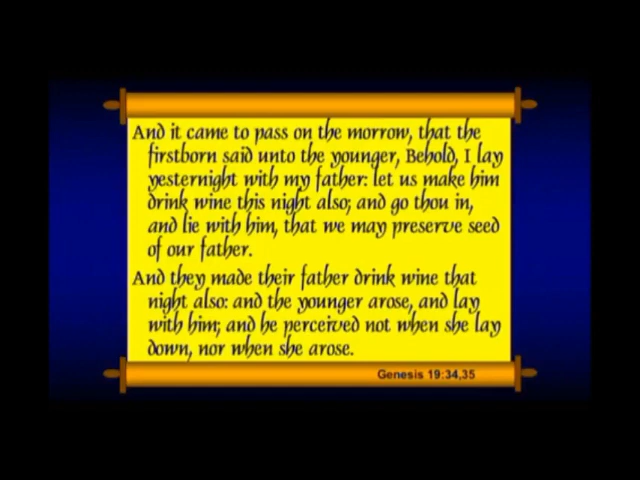 And it came to pass on the morrow, that the
firstborn said unto the younger, Behold, I lay
yesternight with my father: let us make him
drink wine this night also; and go thou in,
and lie with him, that we may preserve seed
of our father.
And they made their father drink wine that
night also: and the younger arose, and lay
with him; and he perceived not when she lay
down, nor when she arose.
Genesis 19:34,35